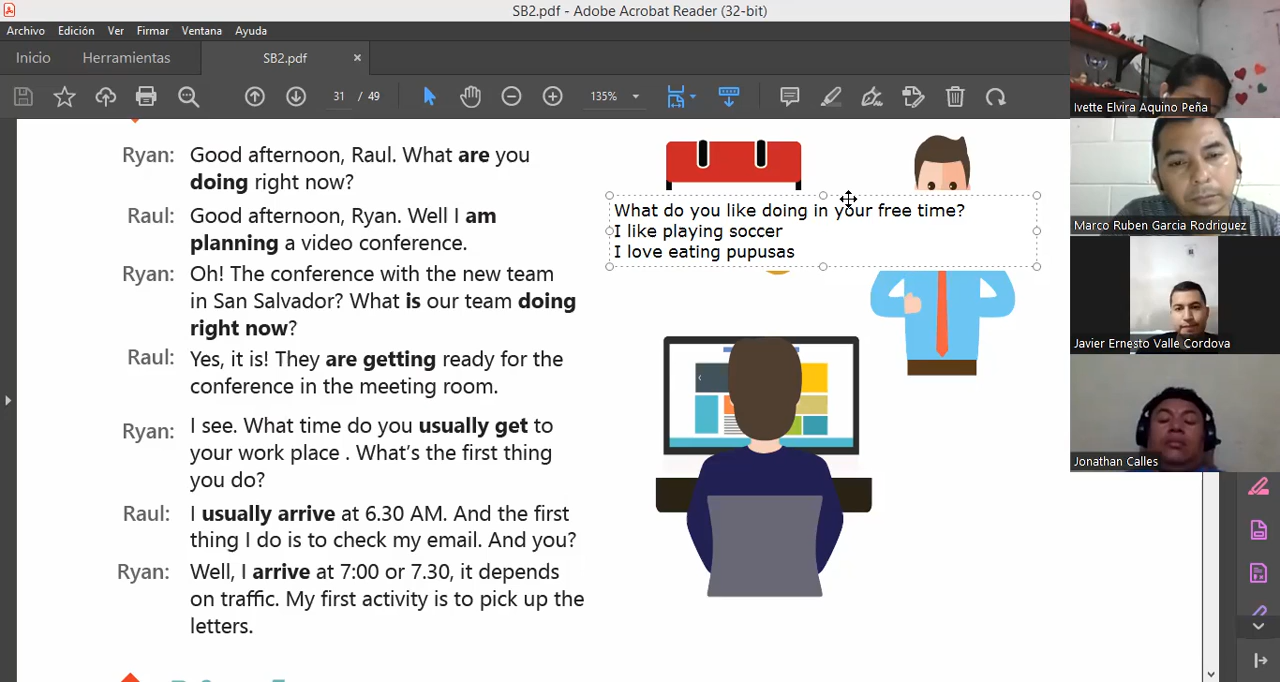 SB2.pdf - Adobe Acrobat Reader (32-bit)
Archivo Edición Ver Firmar Ventana Ayuda
Inicio Herramientas SB2.pdf ×
31 / 49 135%
Ryan: Good afternoon, Raul. What are you
doing right now?
Raul: Good afternoon, Ryan. Well I am
planning a video conference.
Ryan: Oh! The conference with the new team
in San Salvador? What is our team doing
right now?
Raul: Yes, it is! They are getting ready for the
conference in the meeting room.
Ryan: I see. What time do you usually get to
your work place . What's the first thing
you do?
Raul: I usually arrive at 6.30 AM. And the first
thing I do is to check my email. And you?
Ryan: Well, I arrive at 7:00 or 7.30, it depends
on traffic. My first activity is to pick up the
letters.
What do you like doing in your free time?
I like playing soccer
I love eating pupusas
Ivette Elvira Aquino Peña
Marco Ruben Garcia Rodriguez
Javier Ernesto Valle Cordova
Jonathan Calles